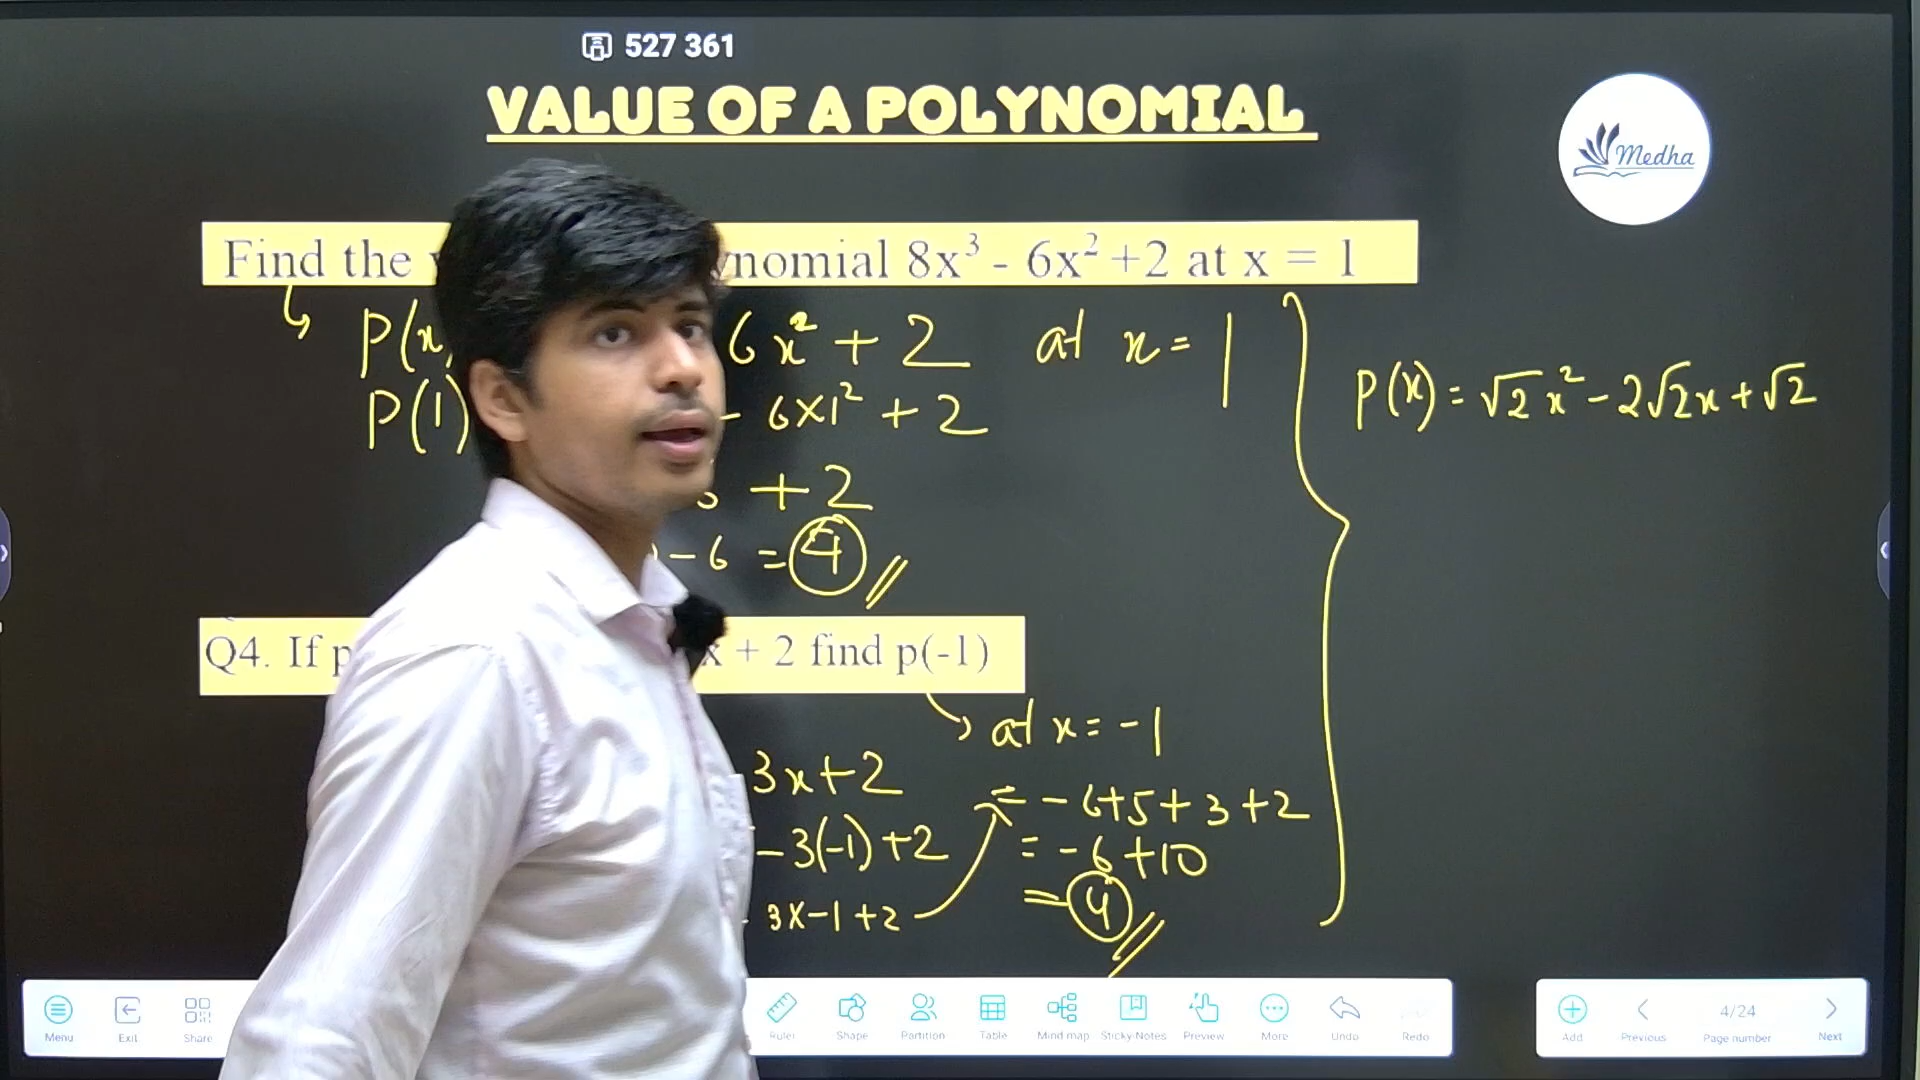 527 361
VALUE OF A POLYNOMIAL
Medha
Find the nomial 8x³ - 6x² +2 at x = 1
P(x 6x² + 2 at x = 1
P(1) - 6×1² + 2
+ 2
- 6 = 4
P(x) = √2x² - 2√2x + √2
Q4. If p x + 2 find p(-1)
at x = -1
3x + 2
- 3(-1) + 2
3×-1 + 2
= - 6 + 5 + 3 + 2
= - 6 + 10
= 4
Menu Exit Share Ruler Shape Partition Table Mind map Sticky-Notes Preview More Undo Redo
Add Previous 4/24 Page number Next